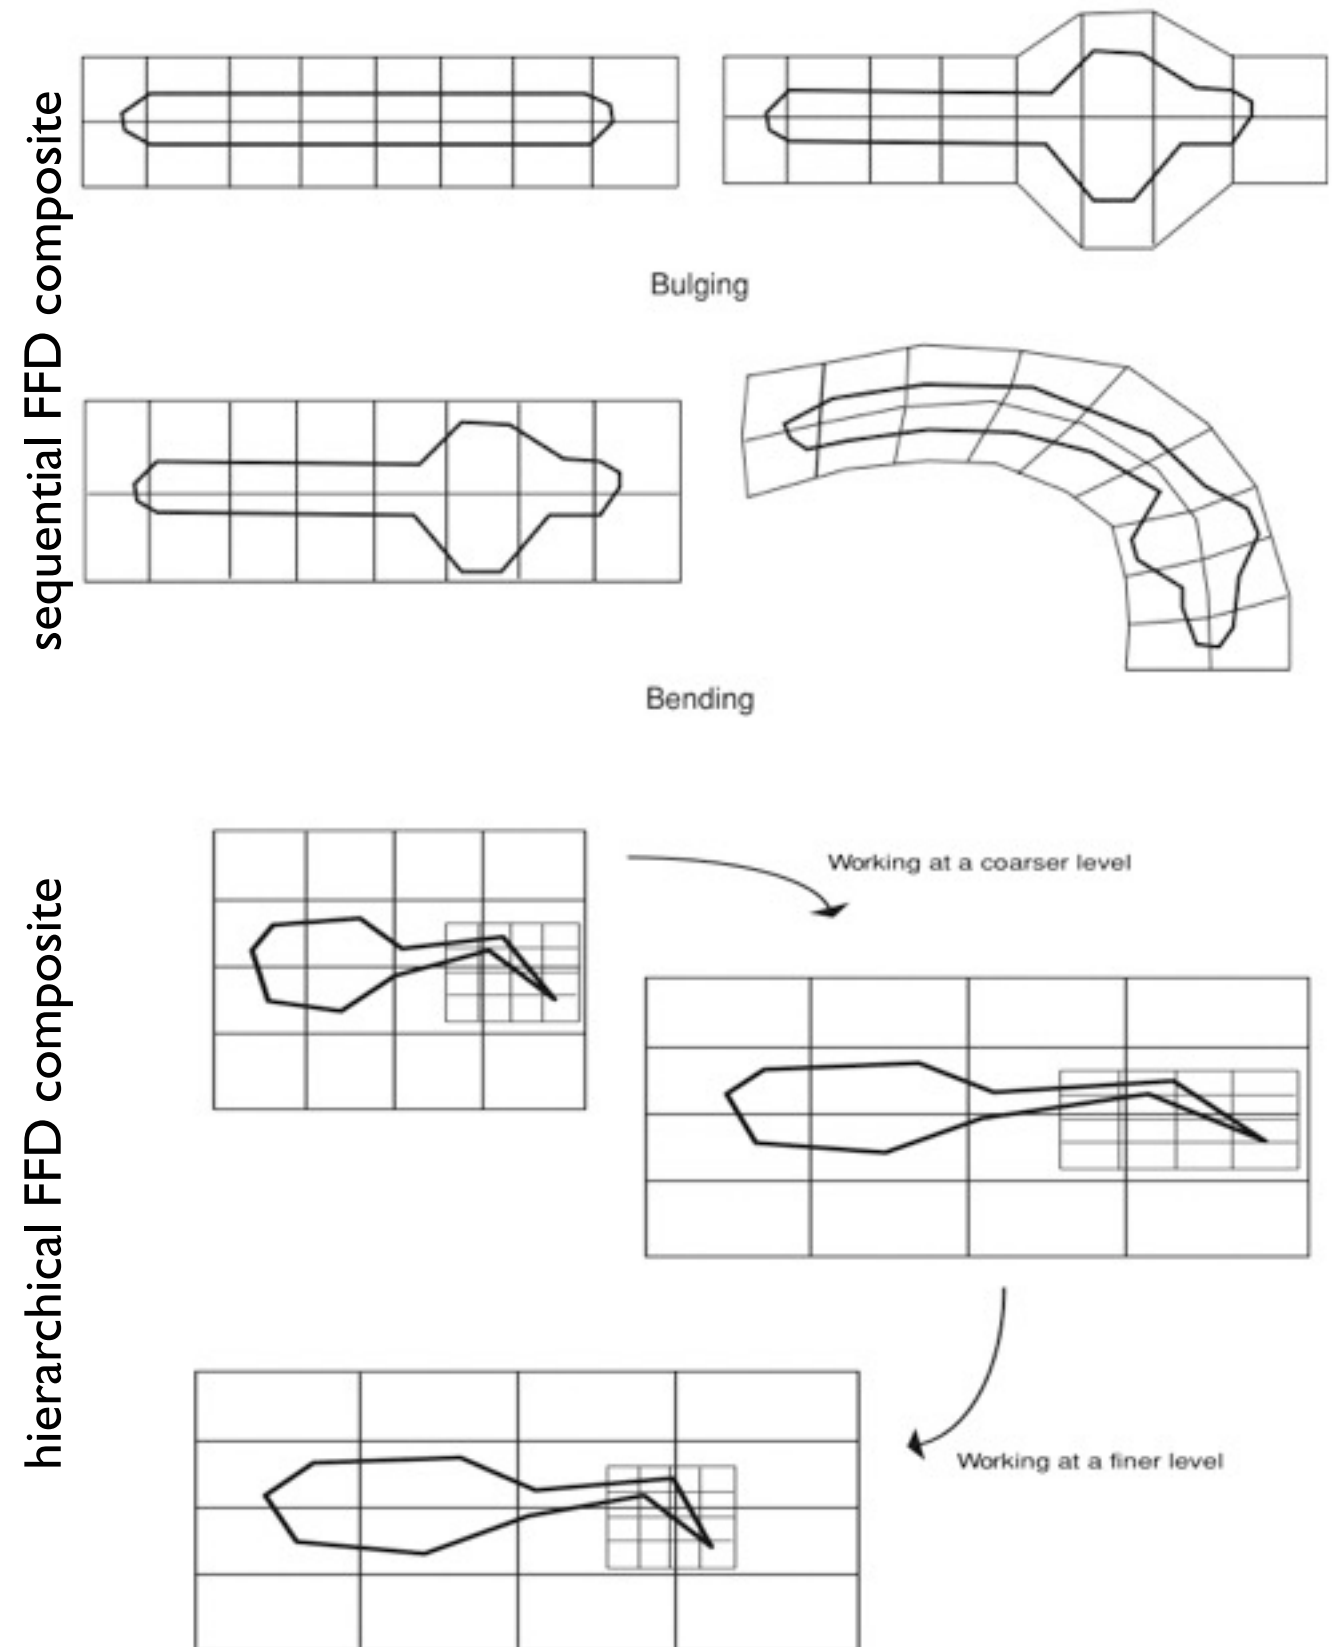 sequential FFD composite
Bulging
Bending
hierarchical FFD composite
Working at a coarser level
Working at a finer level